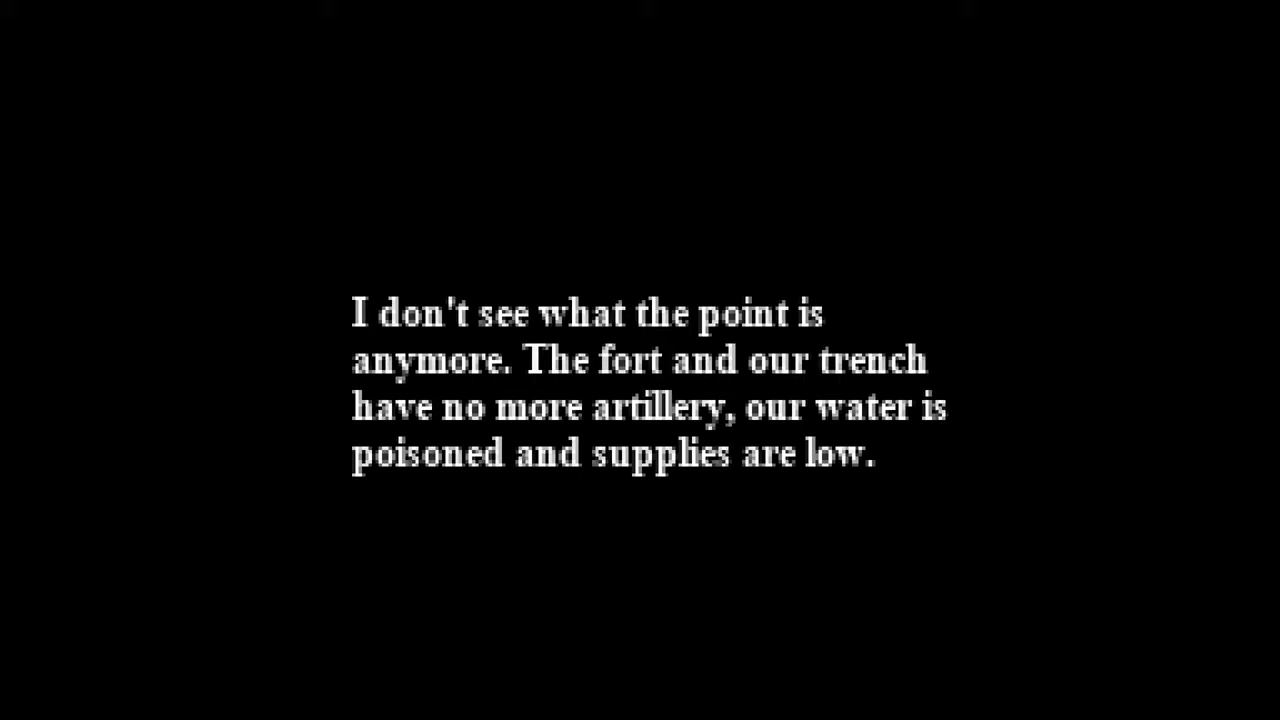 I don't see what the point is
anymore. The fort and our trench
have no more artillery, our water is
poisoned and supplies are low.